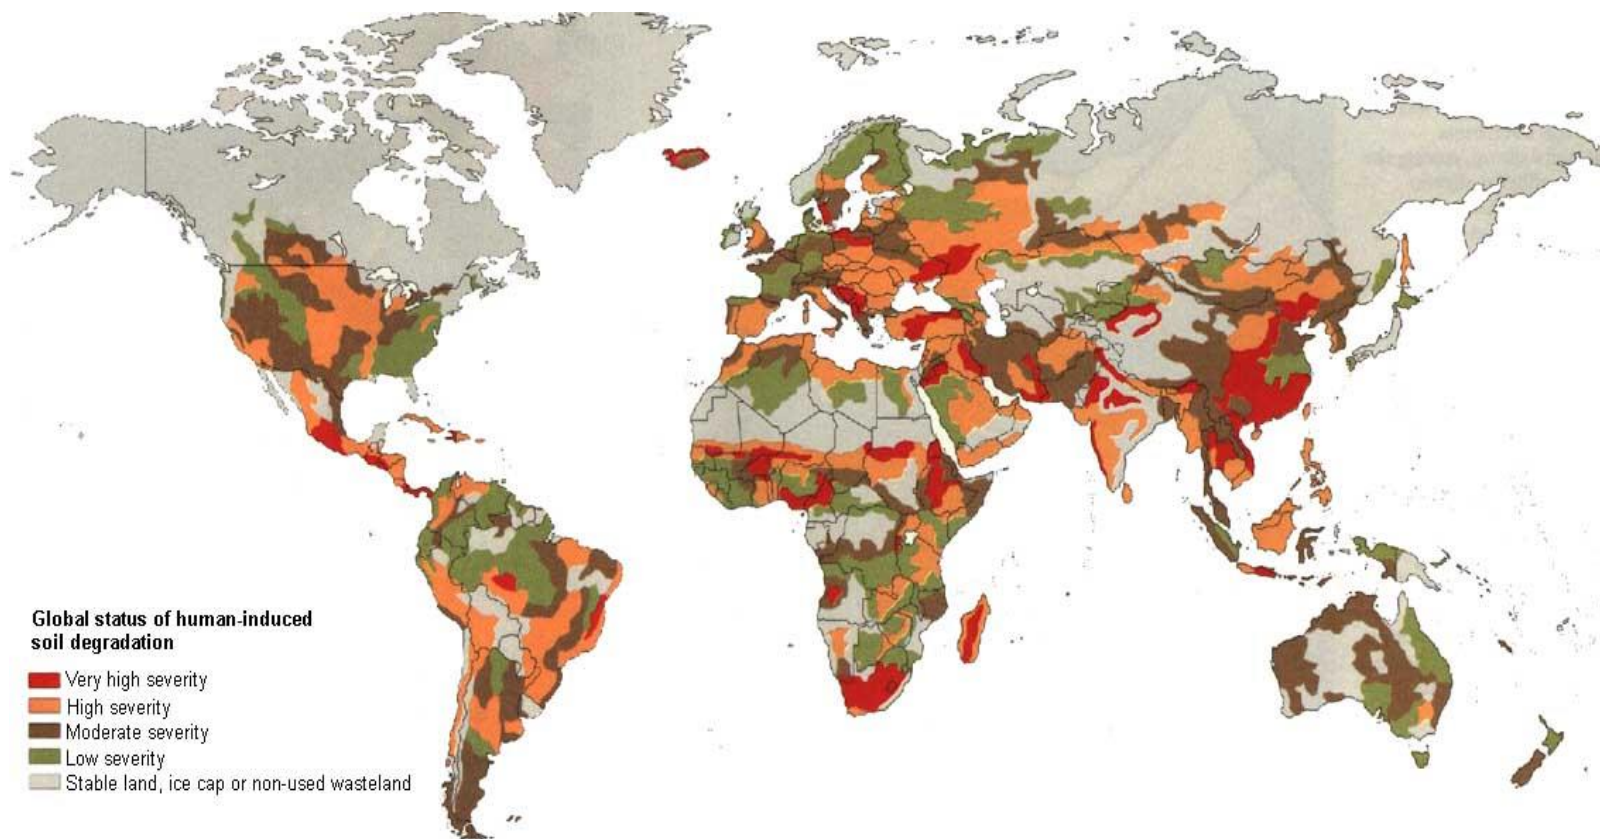 Global status of human-induced
soil degradation
Very high severity
High severity
Moderate severity
Low severity
Stable land, ice cap or non-used wasteland